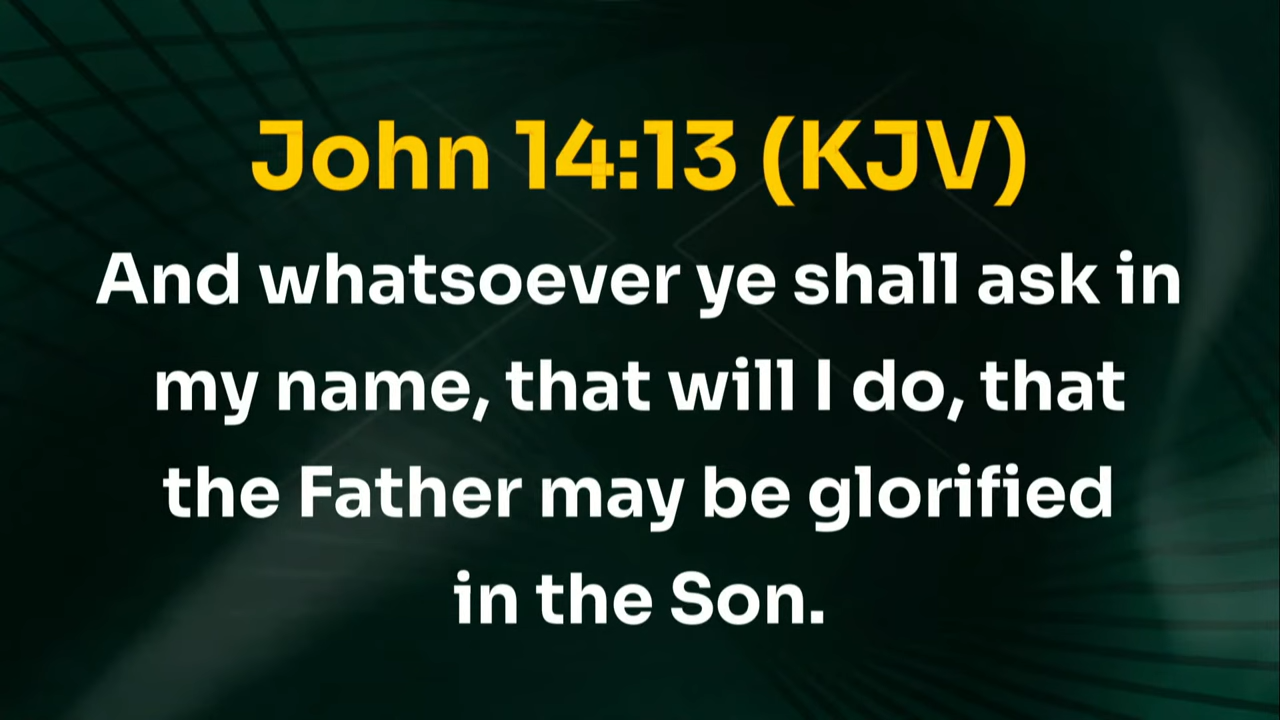 John 14:13 (KJV)
And whatsoever ye shall ask in
my name, that will I do, that
the Father may be glorified
in the Son.